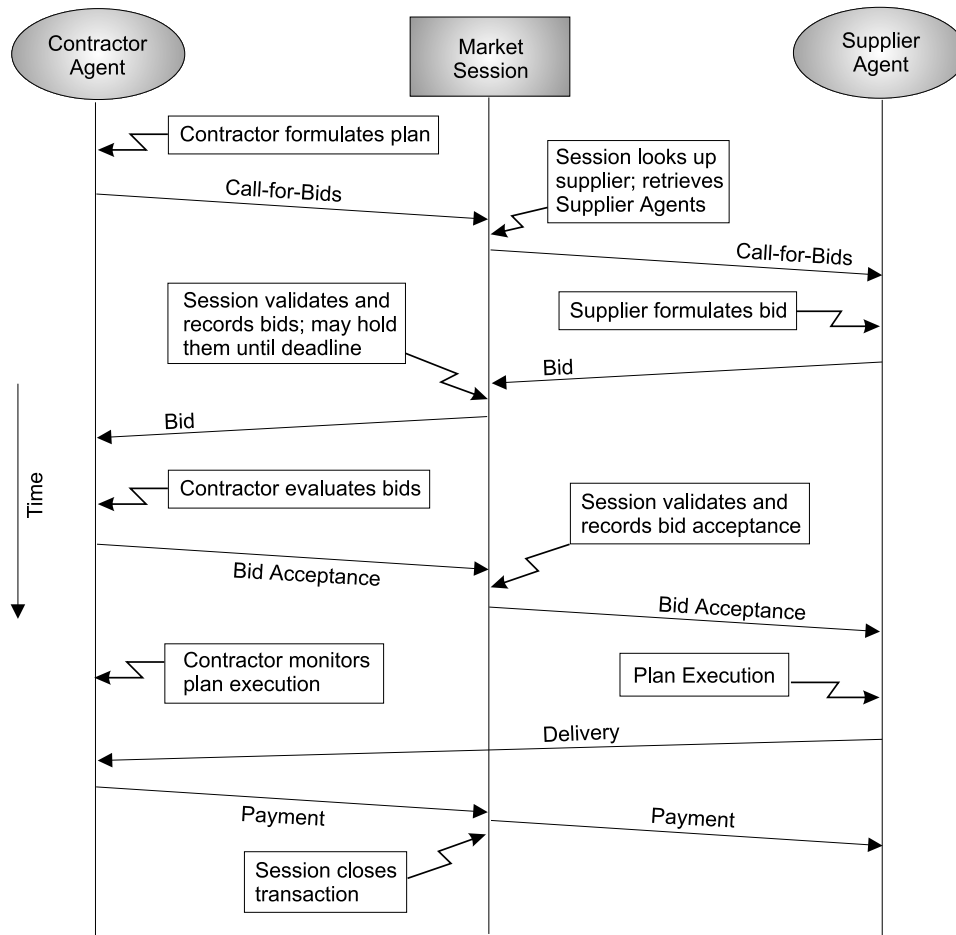 Contractor
Agent
Market
Session
Supplier
Agent
Contractor formulates plan
Session looks up
supplier; retrieves
Supplier Agents
Call-for-Bids
Call-for-Bids
Session validates and
records bids; may hold
them until deadline
Supplier formulates bid
Bid
Bid
Time
Contractor evaluates bids
Session validates and
records bid acceptance
Bid Acceptance
Bid Acceptance
Contractor monitors
plan execution
Plan Execution
Delivery
Payment
Payment
Session closes
transaction